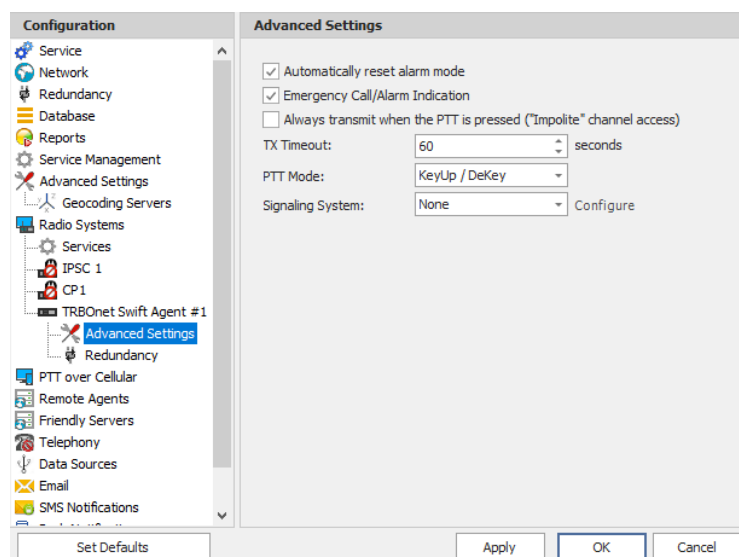 Configuration
Service
Network
Redundancy
Database
Reports
Service Management
Advanced Settings
Geocoding Servers
Radio Systems
Services
IPSC 1
CP1
TRBOnet Swift Agent #1
Advanced Settings
Redundancy
PTT over Cellular
Remote Agents
Friendly Servers
Telephony
Data Sources
Email
SMS Notifications
Set Defaults
Advanced Settings
Automatically reset alarm mode
Emergency Call/Alarm Indication
Always transmit when the PTT is pressed ("Impolite" channel access)
TX Timeout: 60 seconds
PTT Mode: KeyUp / DeKey
Signaling System: None Configure
Apply OK Cancel